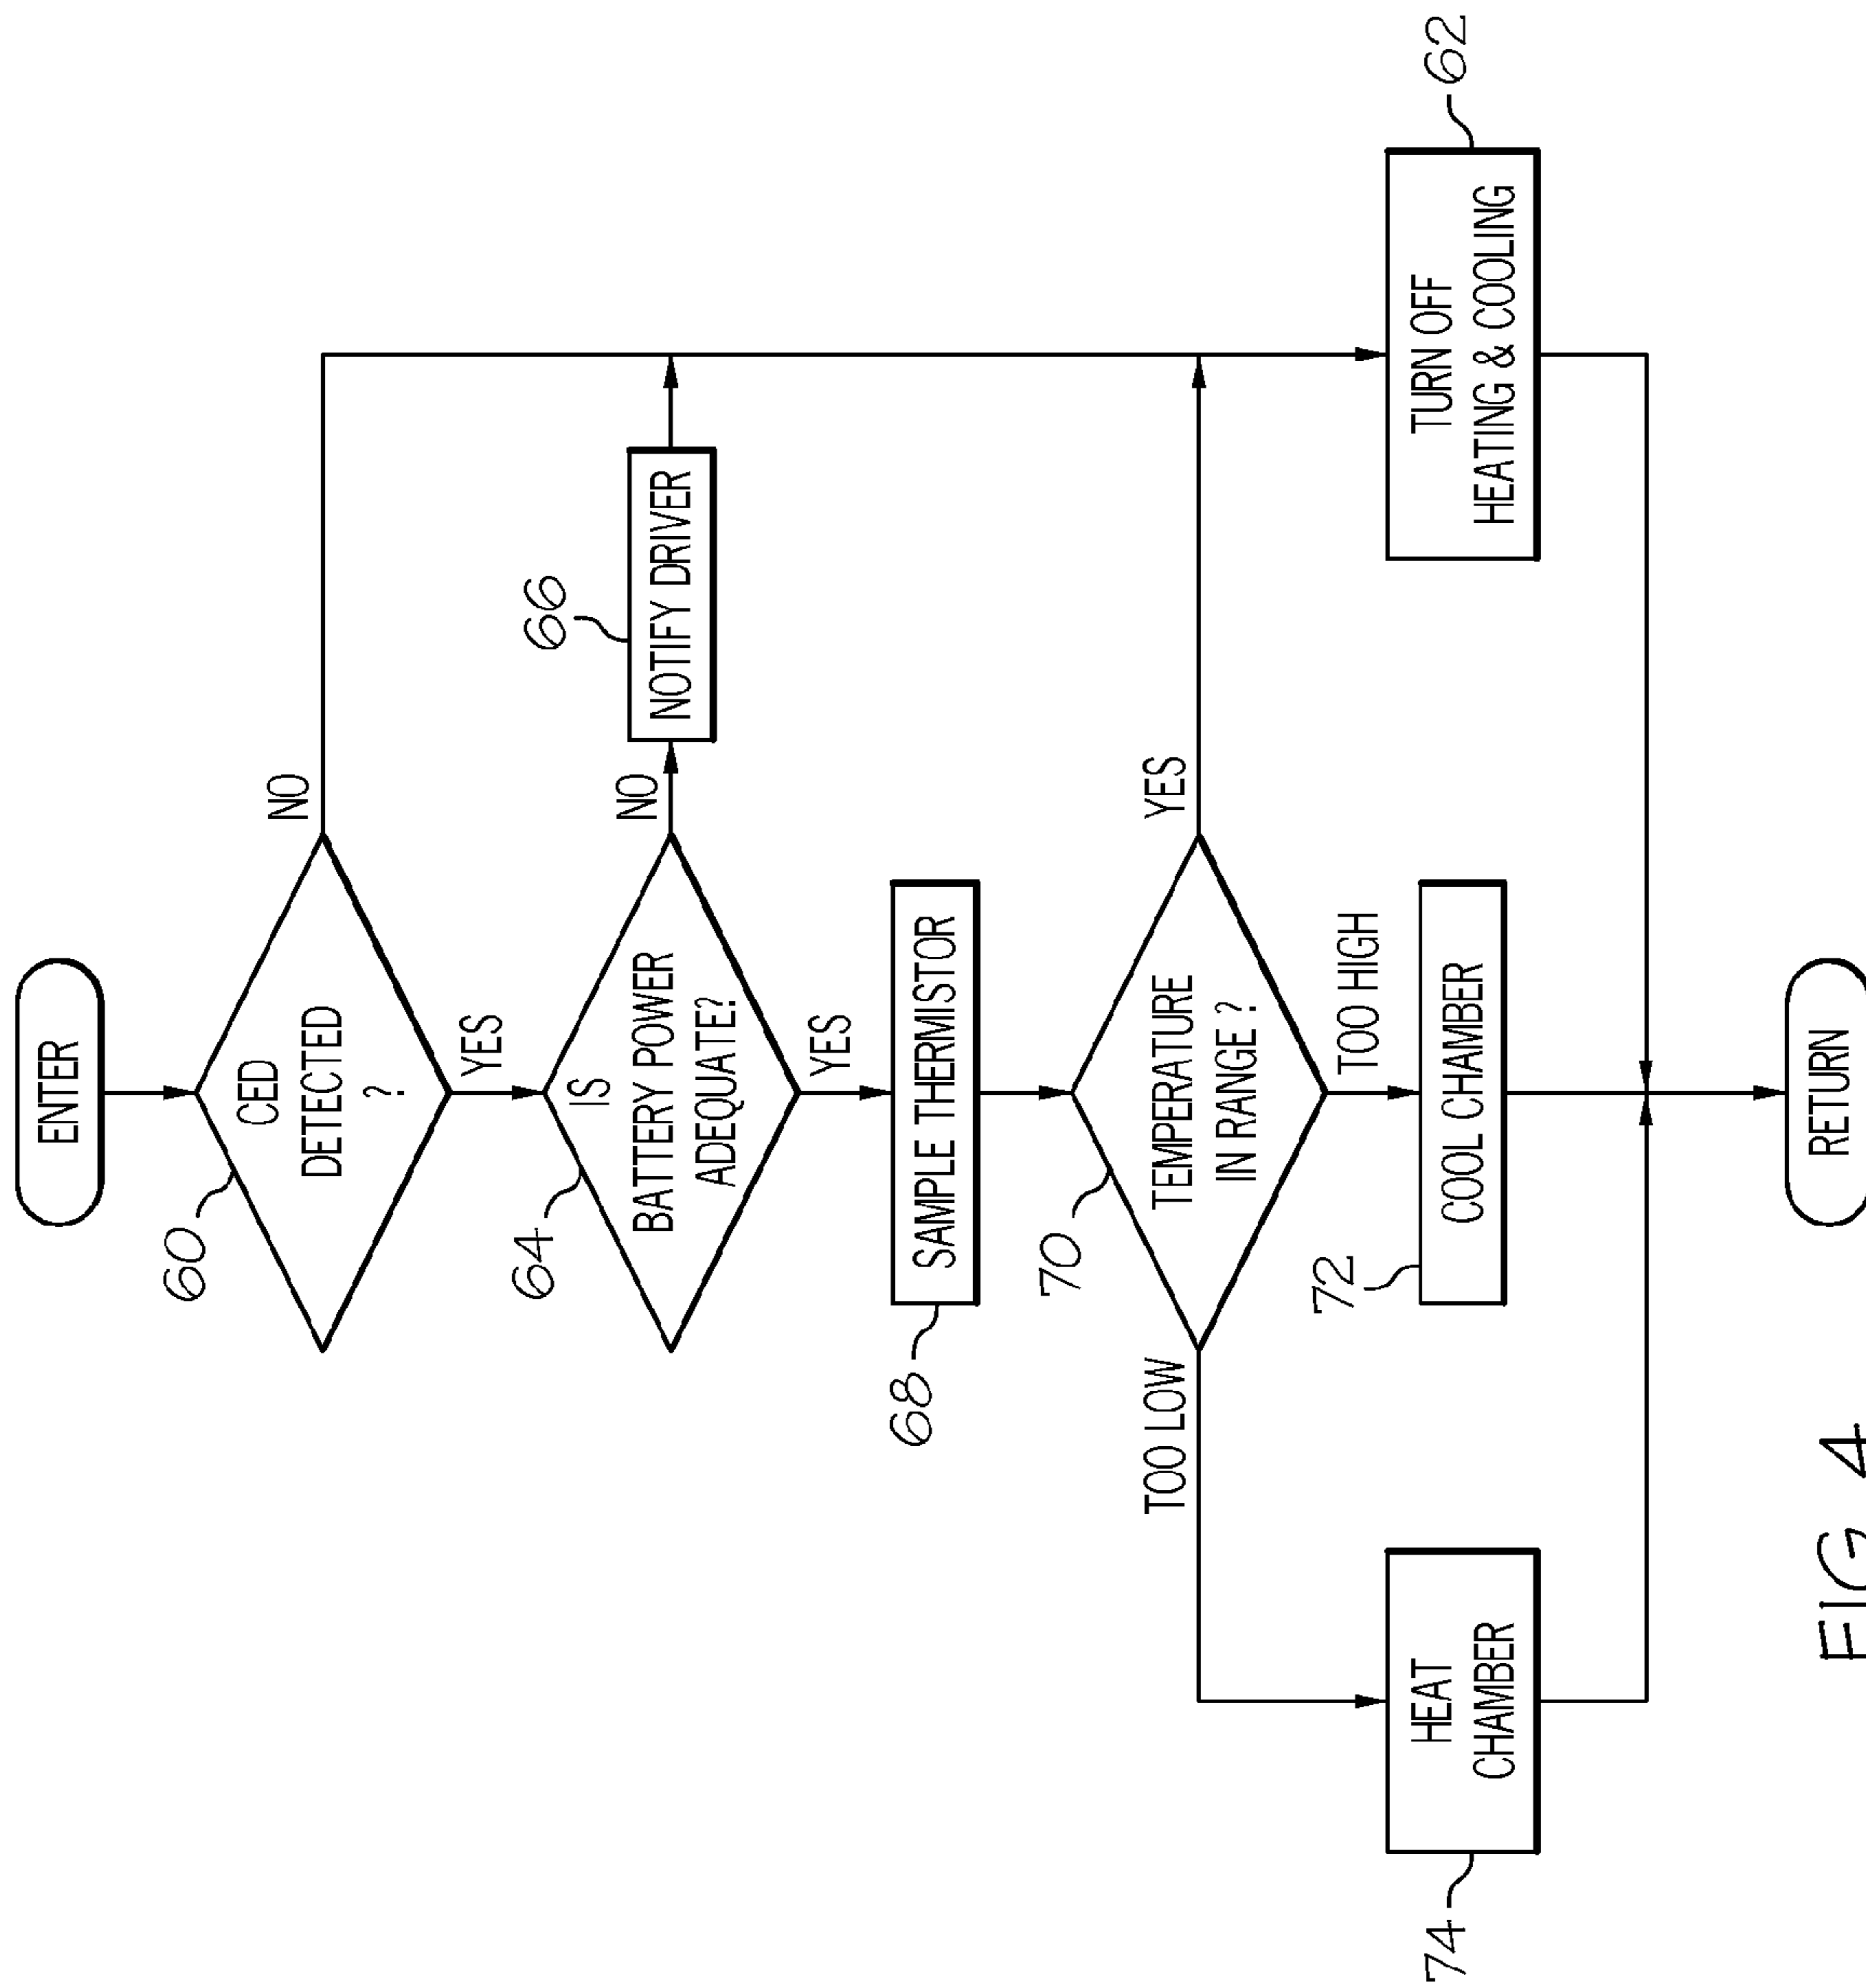 ENTER
60
CED
DETECTED
?
NO
YES
64
IS
BATTERY POWER
ADEQUATE?
NO
66
NOTIFY DRIVER
YES
68
SAMPLE THERMISTOR
70
TEMPERATURE
IN RANGE ?
YES
TOO LOW
TOO HIGH
72
COOL CHAMBER
74
HEAT
CHAMBER
TURN OFF
HEATING & COOLING
62
RETURN
FIG. 4